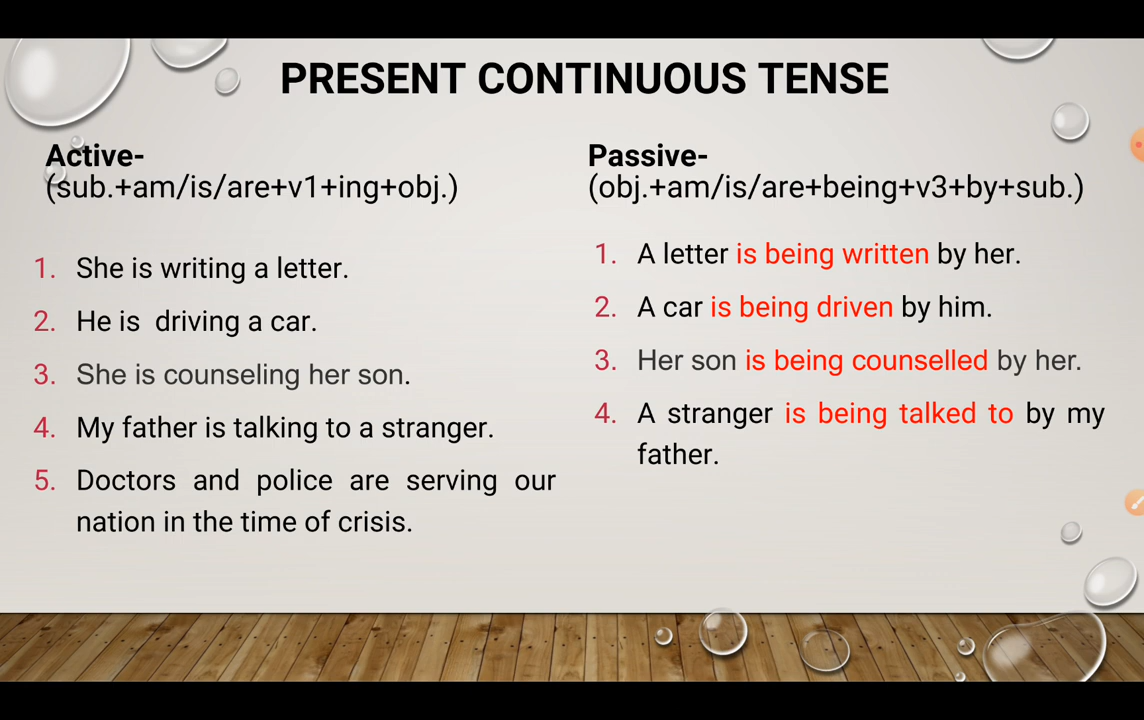 PRESENT CONTINUOUS TENSE
Active-
(sub.+am/is/are+v1+ing+obj.)
1. She is writing a letter.
2. He is  driving a car.
3. She is counseling her son.
4. My father is talking to a stranger.
5. Doctors and police are serving our
nation in the time of crisis.
Passive-
(obj.+am/is/are+being+v3+by+sub.)
1. A letter is being written by her.
2. A car is being driven by him.
3. Her son is being counselled by her.
4. A stranger is being talked to by my
father.